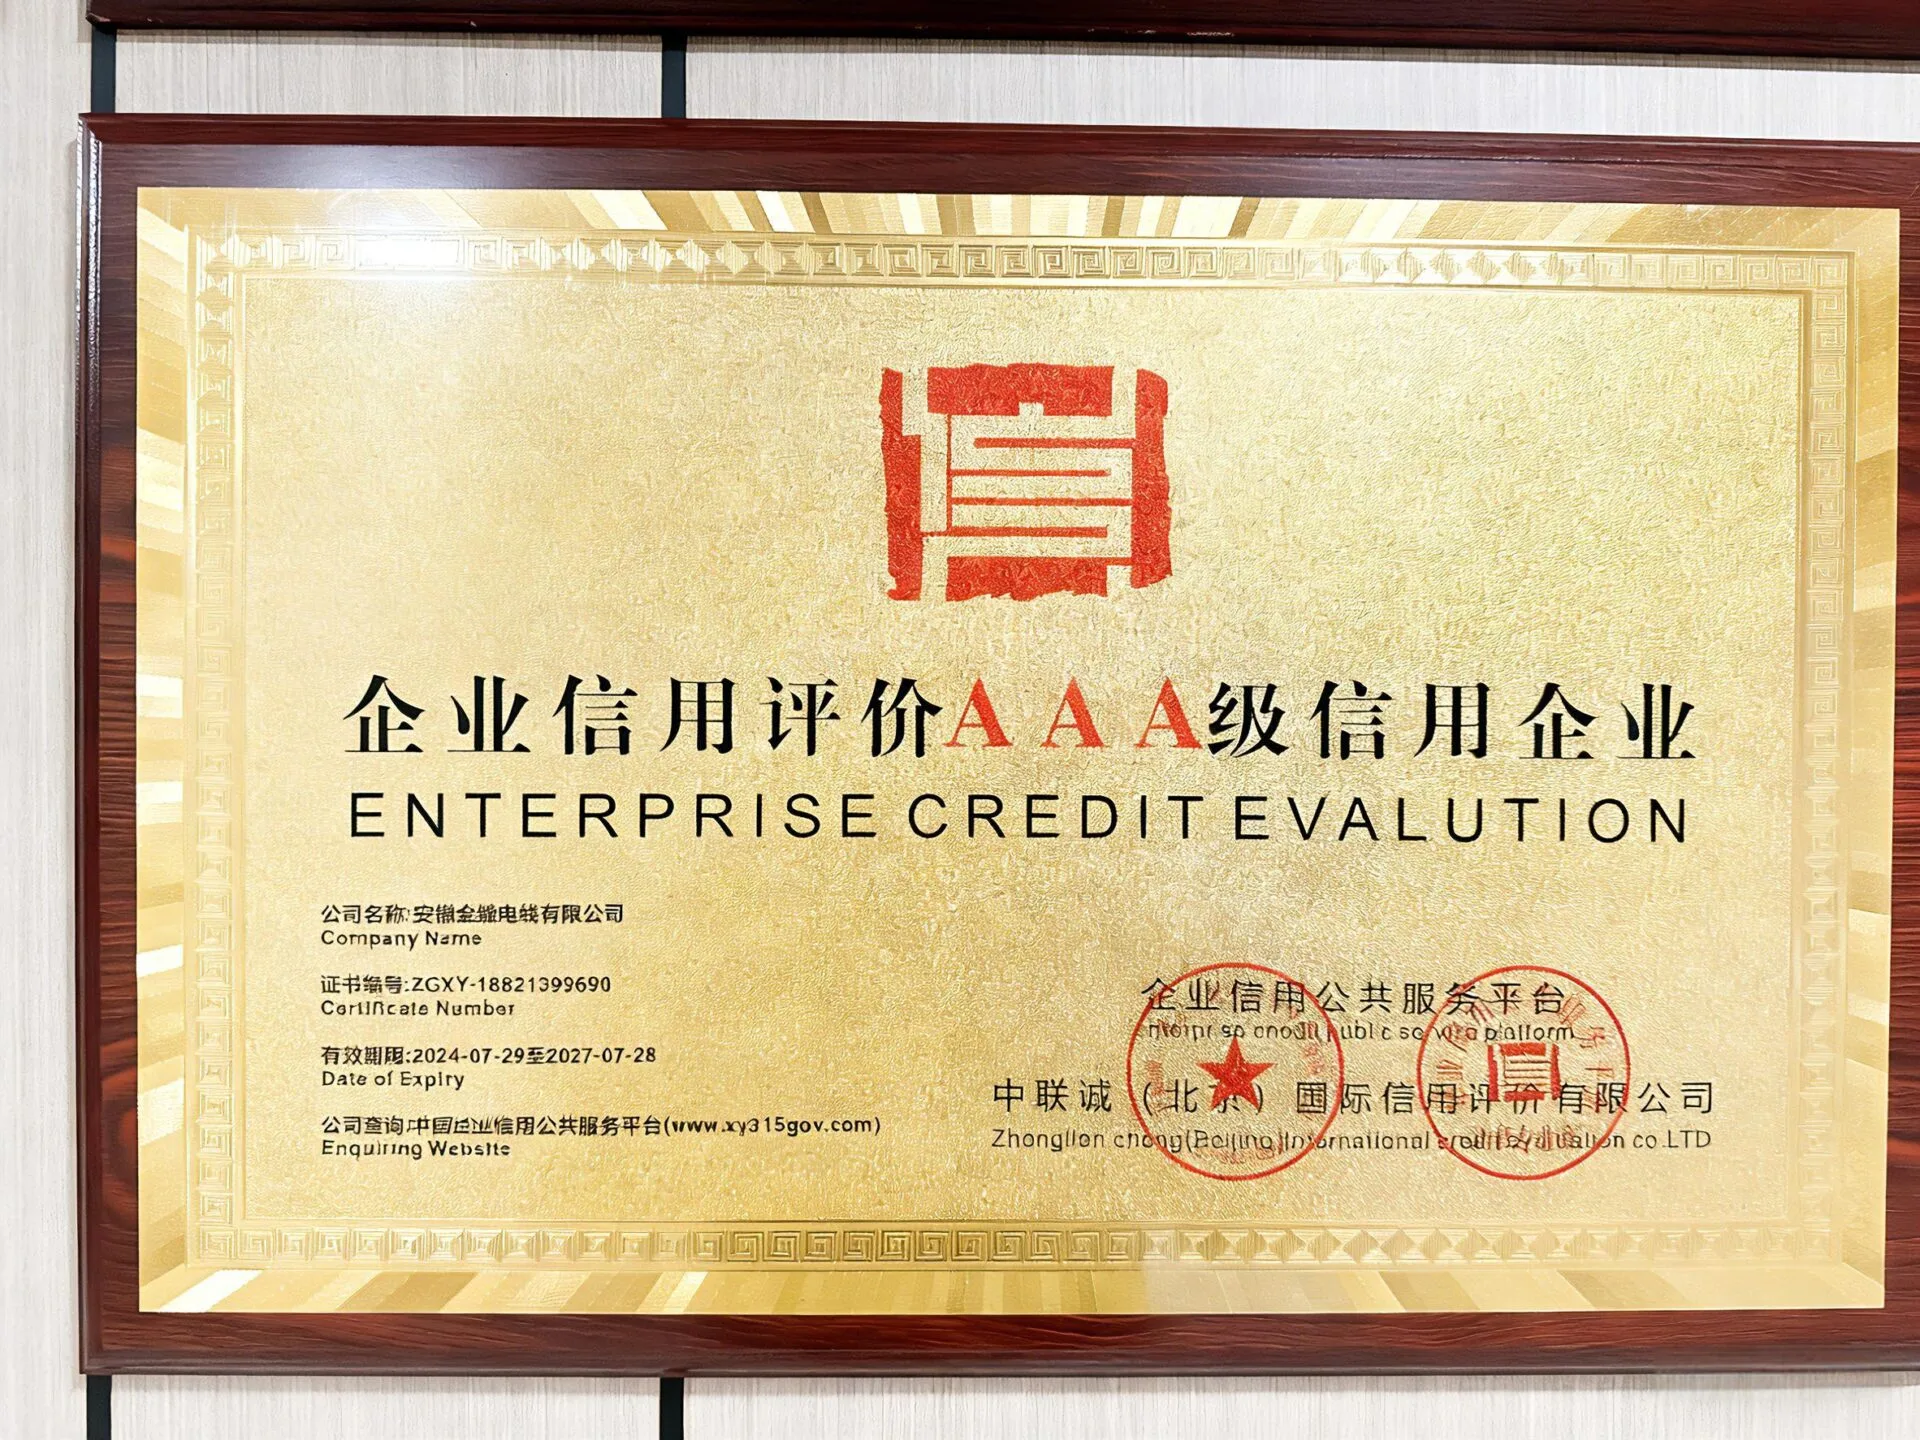 企业信用评价AAA级信用企业
ENTERPRISE CREDIT EVALUTION
公司名称:安徽金 电线有限公司
Company Name
证书编号:ZGXY-18821399690
Certificate Number
有效期限:2024-07-29至2027-07-28
Date of Expiry
公司查询:中国企业信用公共服务平台(www.xy315gov.com)
Enquiring Website
企业信用公共服务平台
platform
中联诚（北京）国际信用评价有限公司
co.LTD